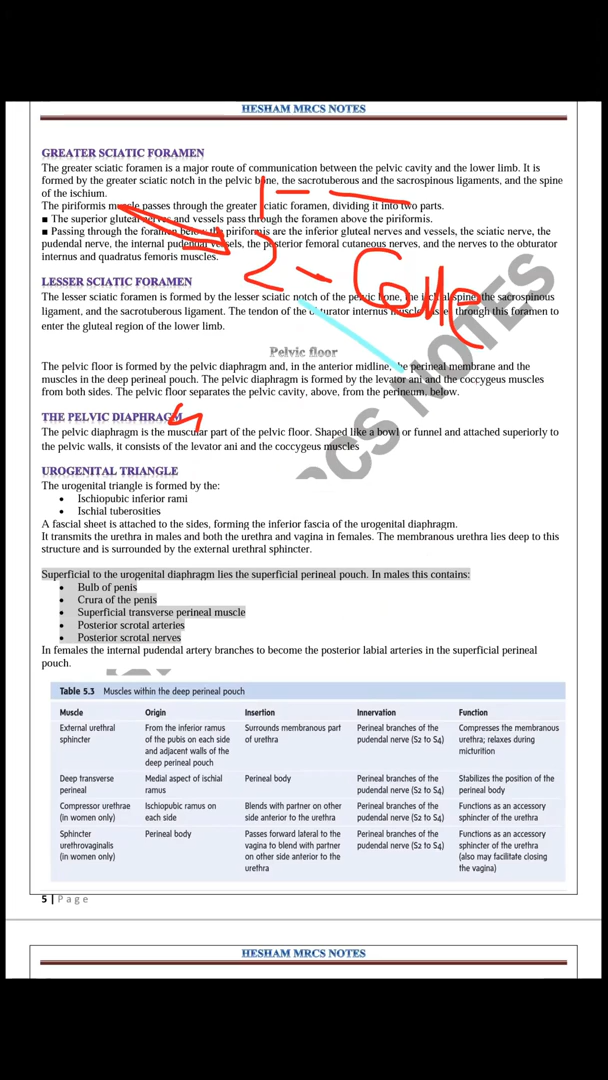 HESHAM MRCS NOTES
GREATER SCIATIC FORAMEN
The greater sciatic foramen is a major route of communication between the pelvic cavity and the lower limb. It is
formed by the greater sciatic notch in the pelvic bone, the sacrotuberous and the sacrospinous ligaments, and the spine
of the ischium.
The piriformis muscle passes through the greater sciatic foramen, dividing it into two parts.
■ The superior gluteal nerves and vessels pass through the foramen above the piriformis.
■ Passing through the foramen below the piriformis are the inferior gluteal nerves and vessels, the sciatic nerve, the
pudendal nerve, the internal pudendal vessels, the posterior femoral cutaneous nerves, and the nerves to the obturator
internus and quadratus femoris muscles.
LESSER SCIATIC FORAMEN
The lesser sciatic foramen is formed by the lesser sciatic notch of the pelvic bone, the ischial spine, the sacrospinous
ligament, and the sacrotuberous ligament. The tendon of the obturator internus muscle passes through this foramen to
enter the gluteal region of the lower limb.
Pelvic floor
The pelvic floor is formed by the pelvic diaphragm and, in the anterior midline, the perineal membrane and the
muscles in the deep perineal pouch. The pelvic diaphragm is formed by the levator ani and the coccygeus muscles
from both sides. The pelvic floor separates the pelvic cavity, above, from the perineum, below.
THE PELVIC DIAPHRAGM
The pelvic diaphragm is the muscular part of the pelvic floor. Shaped like a bowl or funnel and attached superiorly to
the pelvic walls, it consists of the levator ani and the coccygeus muscles
UROGENITAL TRIANGLE
The urogenital triangle is formed by the:
• Ischiopubic inferior rami
• Ischial tuberosities
A fascial sheet is attached to the sides, forming the inferior fascia of the urogenital diaphragm.
It transmits the urethra in males and both the urethra and vagina in females. The membranous urethra lies deep to this
structure and is surrounded by the external urethral sphincter.
Superficial to the urogenital diaphragm lies the superficial perineal pouch. In males this contains:
• Bulb of penis
• Crura of the penis
• Superficial transverse perineal muscle
• Posterior scrotal arteries
• Posterior scrotal nerves
In females the internal pudendal artery branches to become the posterior labial arteries in the superficial perineal
pouch.
Table 5.3 Muscles within the deep perineal pouch
Muscle Origin Insertion Innervation Function
External urethral From the inferior ramus Surrounds membranous part Perineal branches of the Compresses the membranous
sphincter of the pubis on each side of urethra pudendal nerve (S2 to S4) urethra; relaxes during
and adjacent walls of the micturition
deep perineal pouch
Deep transverse Medial aspect of ischial Perineal body Perineal branches of the Stabilizes the position of the
perineal ramus pudendal nerve (S2 to S4) perineal body
Compressor urethrae Ischiopubic ramus on Blends with partner on other Perineal branches of the Functions as an accessory
(in women only) each side side anterior to the urethra pudendal nerve (S2 to S4) sphincter of the urethra
Sphincter Perineal body Passes forward lateral to the Perineal branches of the Functions as an accessory
urethrovaginalis vagina to blend with partner pudendal nerve (S2 to S4) sphincter of the urethra
(in women only) on other side anterior to the (also may facilitate closing
urethra the vagina)
5 | Page
HESHAM MRCS NOTES